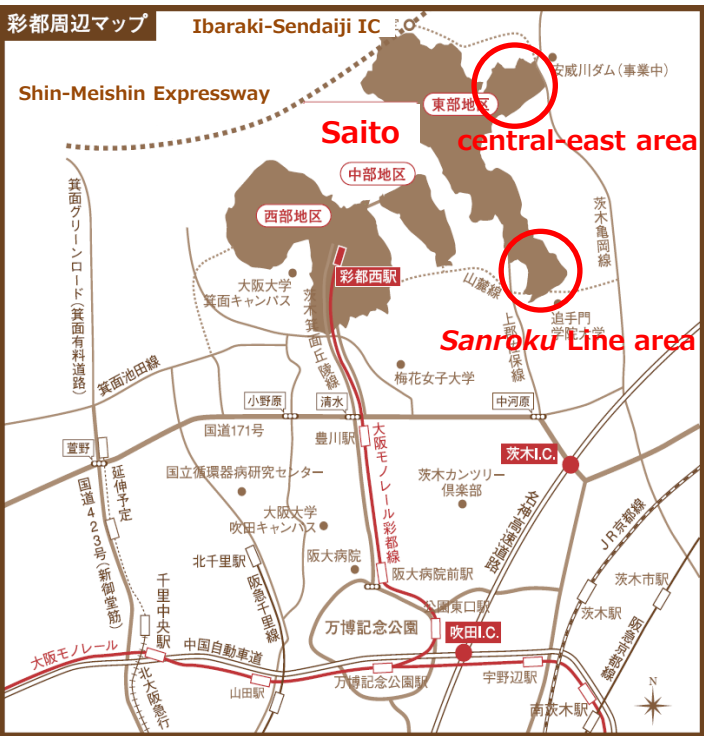 彩都周辺マップ
Ibaraki-Sendaiji IC
Shin-Meishin Expressway
安威川ダム(事業中)
東部地区
Saito
central-east area
中部地区
箕面グリーンロード(箕面有料道路)
西部地区
茨木亀岡線
彩都西駅
大阪大学
箕面キャンパス
山麓線
茨木箕面丘陵線
追手門
学院大学
Sanroku Line area
箕面池田線
梅花女子大学
小野原
清水
中河原
国道171号
豊川駅
萱野
茨木I.C.
大阪モノレール彩都線
国立循環器病研究センター
茨木カンツリー
倶楽部
延伸予定
国道423号(新御堂筋)
名神高速道路
大阪大学
吹田キャンパス
JR京都線
北千里駅
阪大病院
阪大病院前駅
茨木市駅
千里中央駅
阪急千里線
公園東口駅
茨木駅
万博記念公園
吹田I.C.
阪急京都線
大阪モノレール
中国自動車道
北大阪急行
山田駅
万博記念公園駅
宇野辺駅
南茨木駅
N